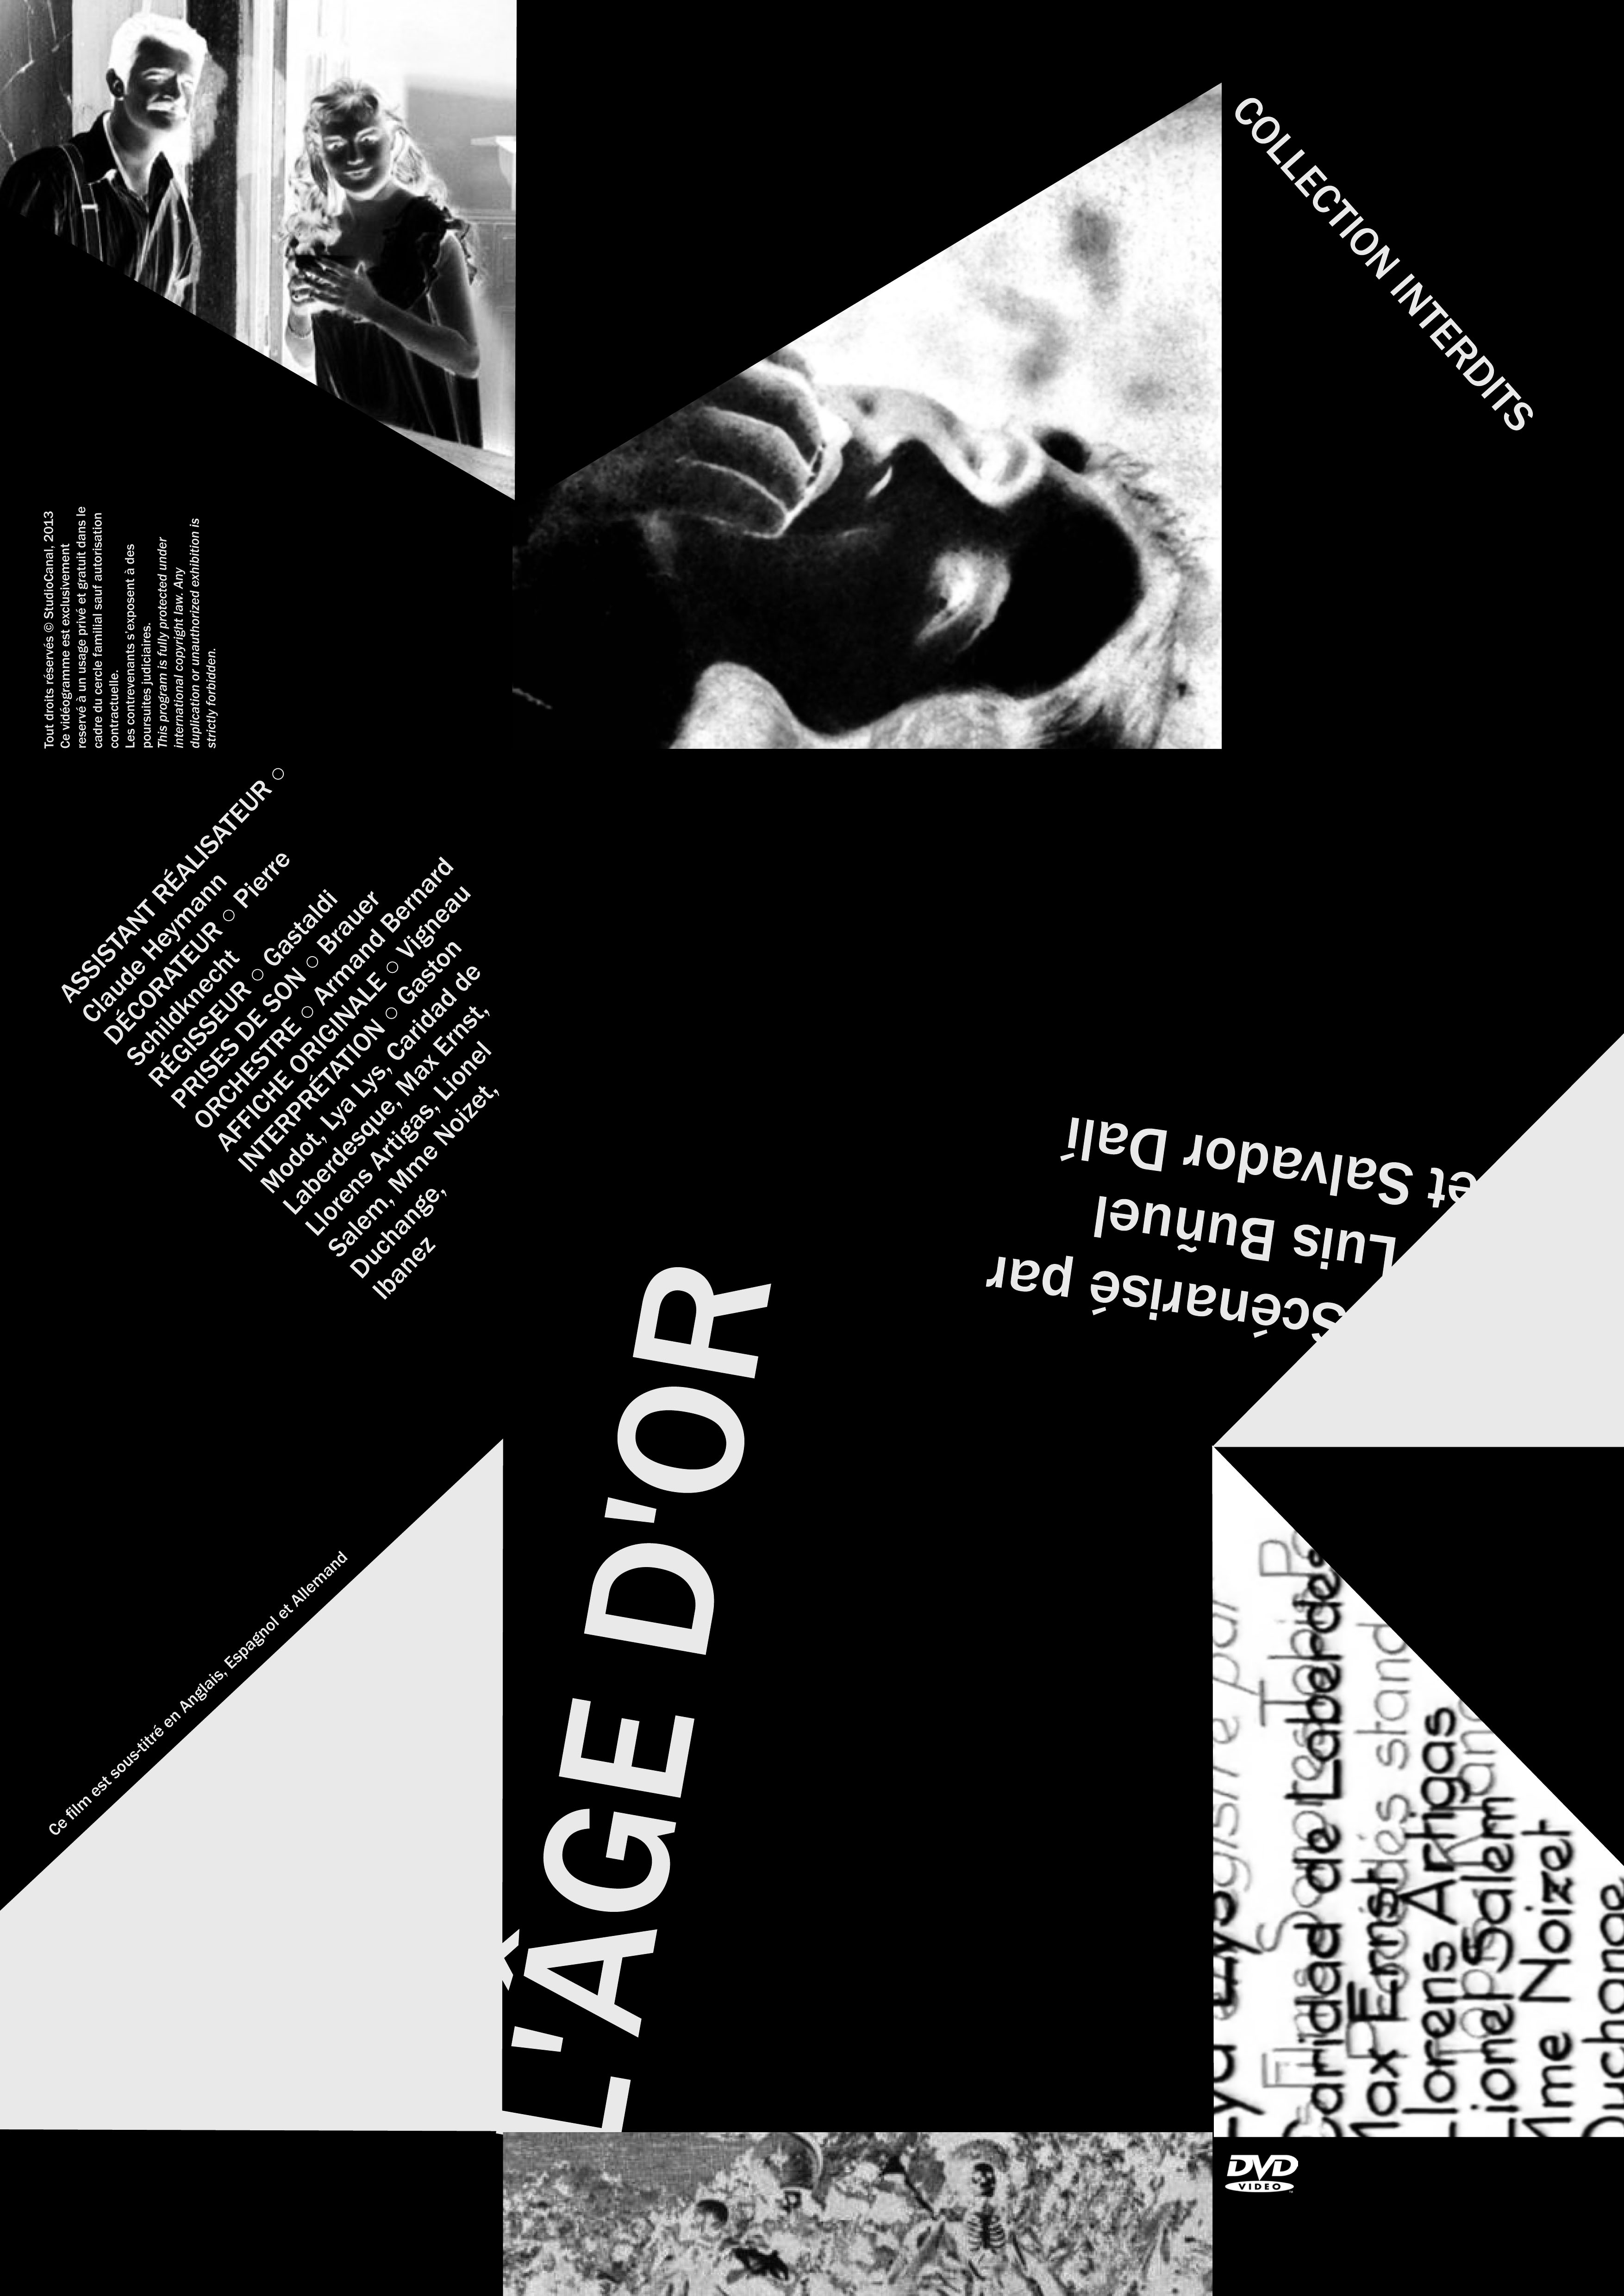 COLLECTION INTERDITS
Tout droits réservés © StudioCanal, 2013
Ce vidéogramme est exclusivement
reservé à un usage privé et gratuit dans le
cadre du cercle familial sauf autorisation
contractuelle.
Les contrevenants s'exposent à des
poursuites judiciaires.
This program is fully protected under
international copyright law. Any
duplication or unauthorized exhibition is
strictly forbidden.
ASSISTANT RÉALISATEUR ○
Claude Heymann
DÉCORATEUR ○ Pierre
Schildknecht
RÉGISSEUR ○ Gastaldi
PRISES DE SON ○ Brauer
ORCHESTRE ○ Armand Bernard
AFFICHE ORIGINALE ○ Vigneau
INTERPRÉTATION ○ Gaston
Modot, Lya Lys, Caridad de
Laberdesque, Max Ernst,
Llorens Artigas, Lionel
Salem, Mme Noizet,
Duchange,
Ibanez
Scénarisé par
Luis Buñuel
et Salvador Dalí
L'ÂGE D'OR
Ce film est sous-titré en Anglais, Espagnol et Allemand
Caridad de Laberdes
Max Ernst
Llorens Artigas
Lionel Salem
Mme Noizet
Duchange
DVD
VIDEO